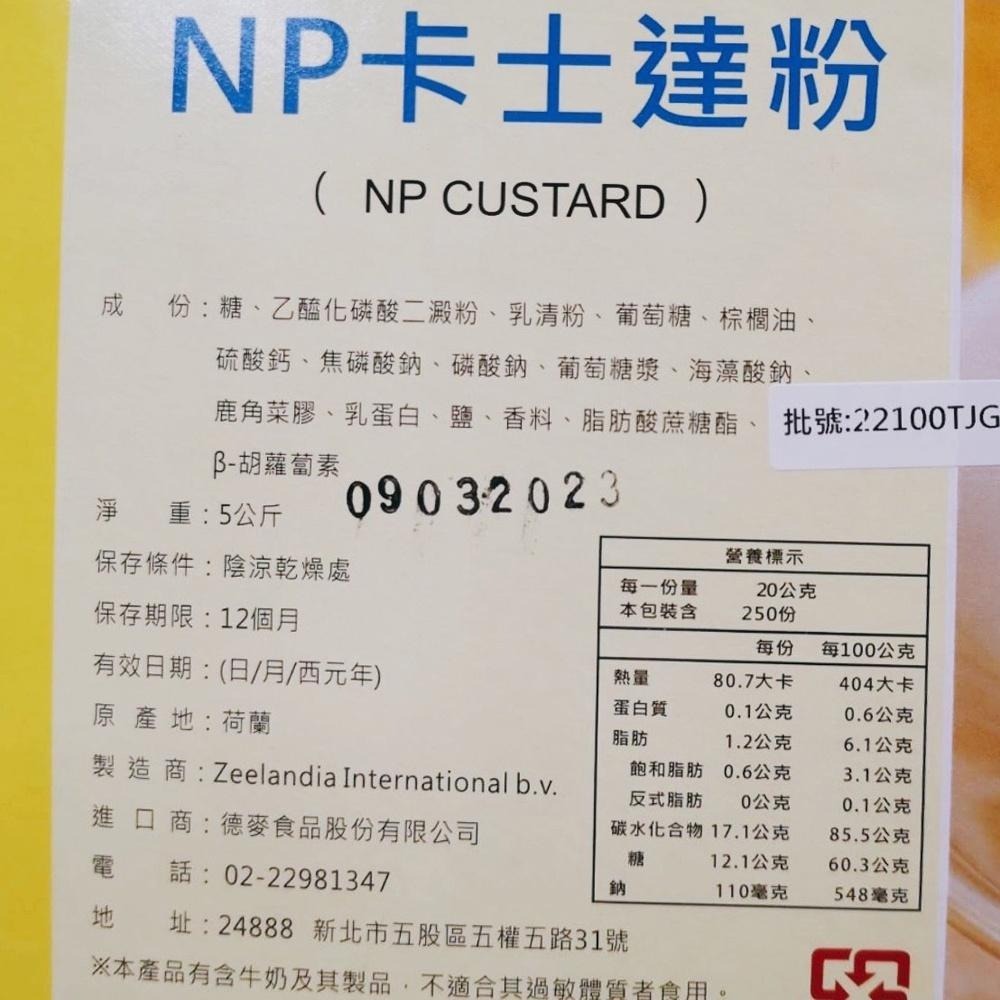 NP卡士達粉
( NP CUSTARD )
成 份：糖、乙醯化磷酸二澱粉、乳清粉、葡萄糖、棕櫚油、
硫酸鈣、焦磷酸鈉、磷酸鈉、葡萄糖漿、海藻酸鈉、
鹿角菜膠、乳蛋白、鹽、香料、脂肪酸蔗糖酯、
批號:22100TJG
β-胡蘿蔔素
09032023
淨 重：5公斤
保存條件：陰涼乾燥處
保存期限：12個月
有效日期：(日/月/西元年)
原 產 地：荷蘭
製 造 商：Zeelandia International b.v.
進 口 商：德麥食品股份有限公司
電 話：02-22981347
地 址：24888 新北市五股區五權五路31號
※本產品有含牛奶及其製品，不適合其過敏體質者食用。
營養標示
每一份量 20公克
本包裝含 250份
每份 每100公克
熱量 80.7大卡 404大卡
蛋白質 0.1公克 0.6公克
脂肪 1.2公克 6.1公克
飽和脂肪 0.6公克 3.1公克
反式脂肪 0公克 0.1公克
碳水化合物 17.1公克 85.5公克
糖 12.1公克 60.3公克
鈉 110毫克 548毫克